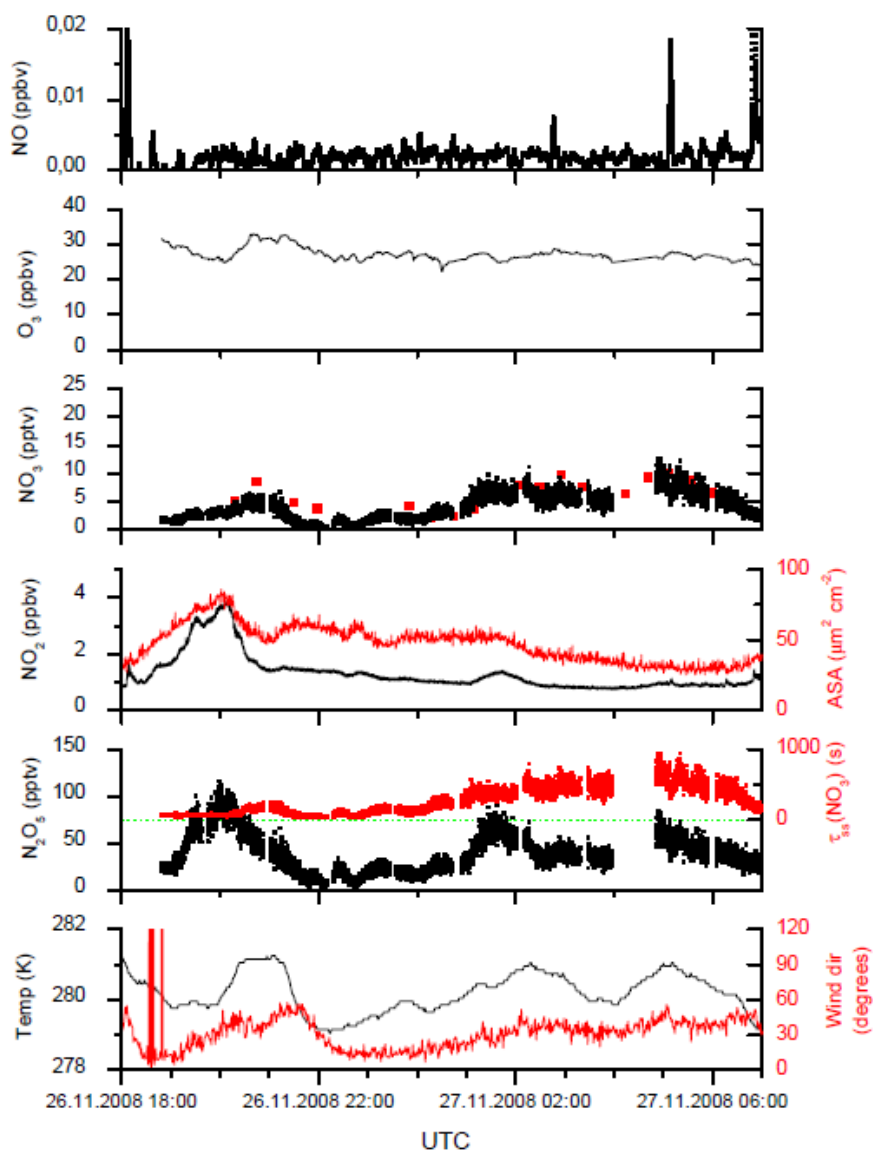 0,02
0,01
0,00
NO (ppbv)
40
30
20
10
0
O3 (ppbv)
25
20
15
10
5
0
NO3 (pptv)
4
2
0
NO2 (ppbv)
100
50
0
ASA (μm² cm⁻²)
150
100
50
0
N2O5 (pptv)
1000
0
τss(NO3) (s)
282
280
278
Temp (K)
120
90
60
30
0
Wind dir
(degrees)
26.11.2008 18:00 26.11.2008 22:00 27.11.2008 02:00 27.11.2008 06:00
UTC